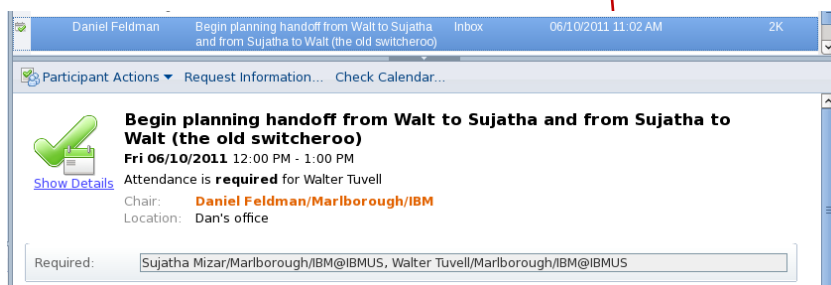 Daniel Feldman Begin planning handoff from Walt to Sujatha Inbox 06/10/2011 11:02 AM 2K
and from Sujatha to Walt (the old switcheroo)
Participant Actions ▼ Request Information... Check Calendar...
Begin planning handoff from Walt to Sujatha and from Sujatha to
Walt (the old switcheroo)
Fri 06/10/2011 12:00 PM - 1:00 PM
Show Details Attendance is required for Walter Tuvell
Chair: Daniel Feldman/Marlborough/IBM
Location: Dan's office
Required: Sujatha Mizar/Marlborough/IBM@IBMUS, Walter Tuvell/Marlborough/IBM@IBMUS